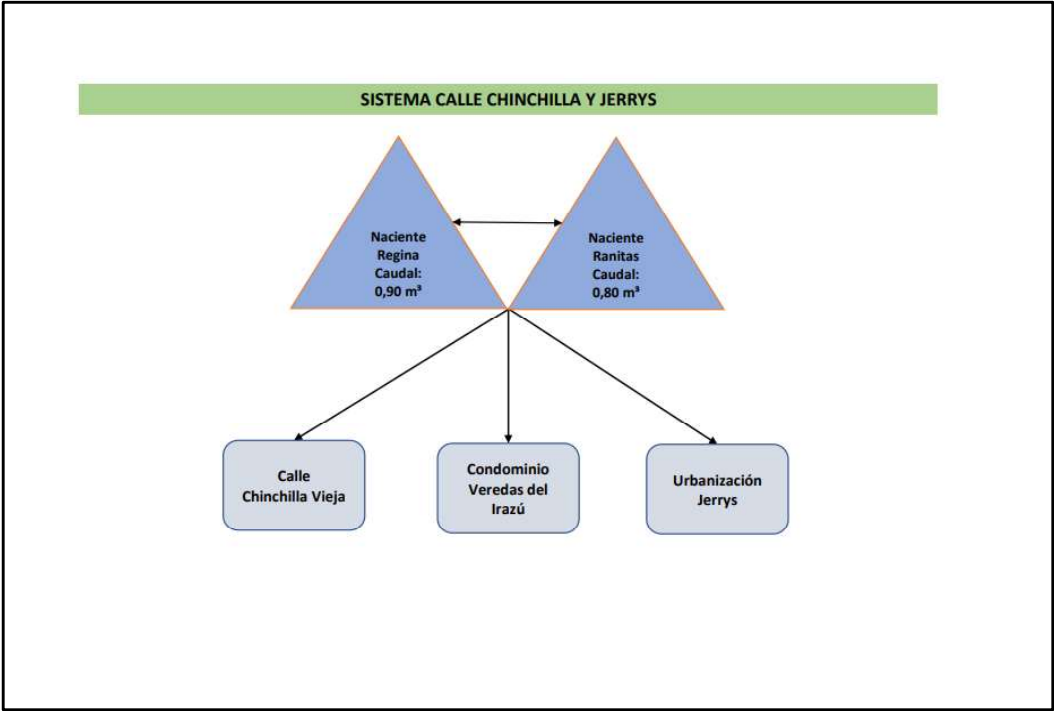 SISTEMA CALLE CHINCHILLA Y JERRYS
Naciente
Regina
Caudal:
0,90 m³
Naciente
Ranitas
Caudal:
0,80 m³
Calle
Chinchilla Vieja
Condominio
Veredas del
Irazú
Urbanización
Jerrys